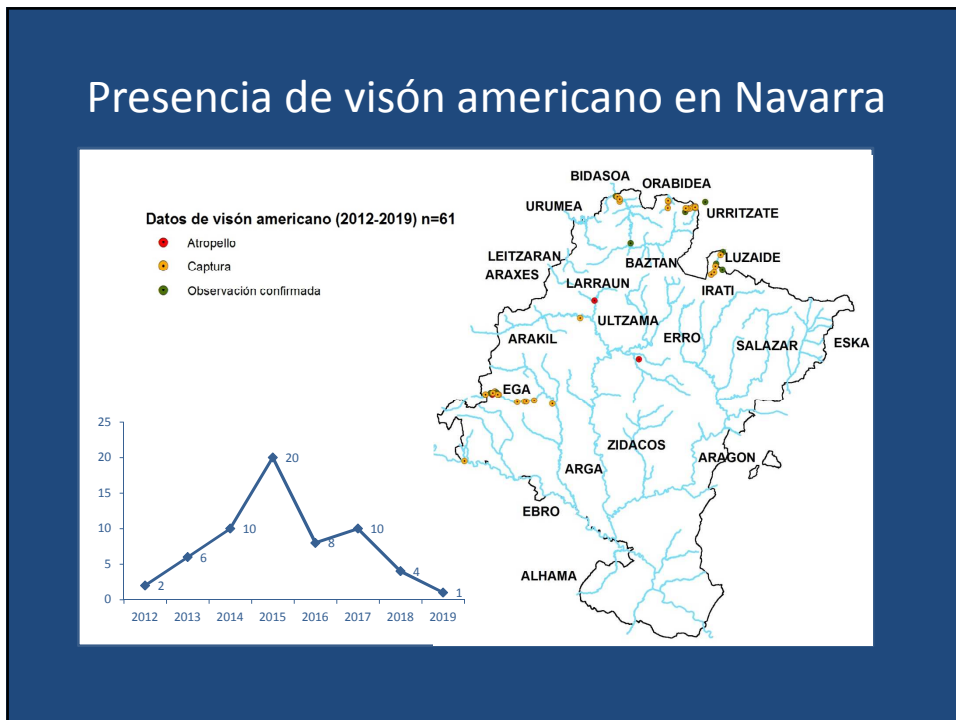 Presencia de visón americano en Navarra
Datos de visón americano (2012-2019) n=61
Atropello
Captura
Observación confirmada
BIDASOA
ORABIDEA
URUMEA
URRITZATE
LEITZARAN
BAZTAN
LUZAIDE
ARAXES
LARRAUN
IRATI
ULTZAMA
ARAKIL
ERRO
SALAZAR
ESKA
EGA
ZIDACOS
ARAGON
ARGA
EBRO
ALHAMA
25
20
15
10
5
0
2
6
10
20
8
10
4
1
2012 2013 2014 2015 2016 2017 2018 2019